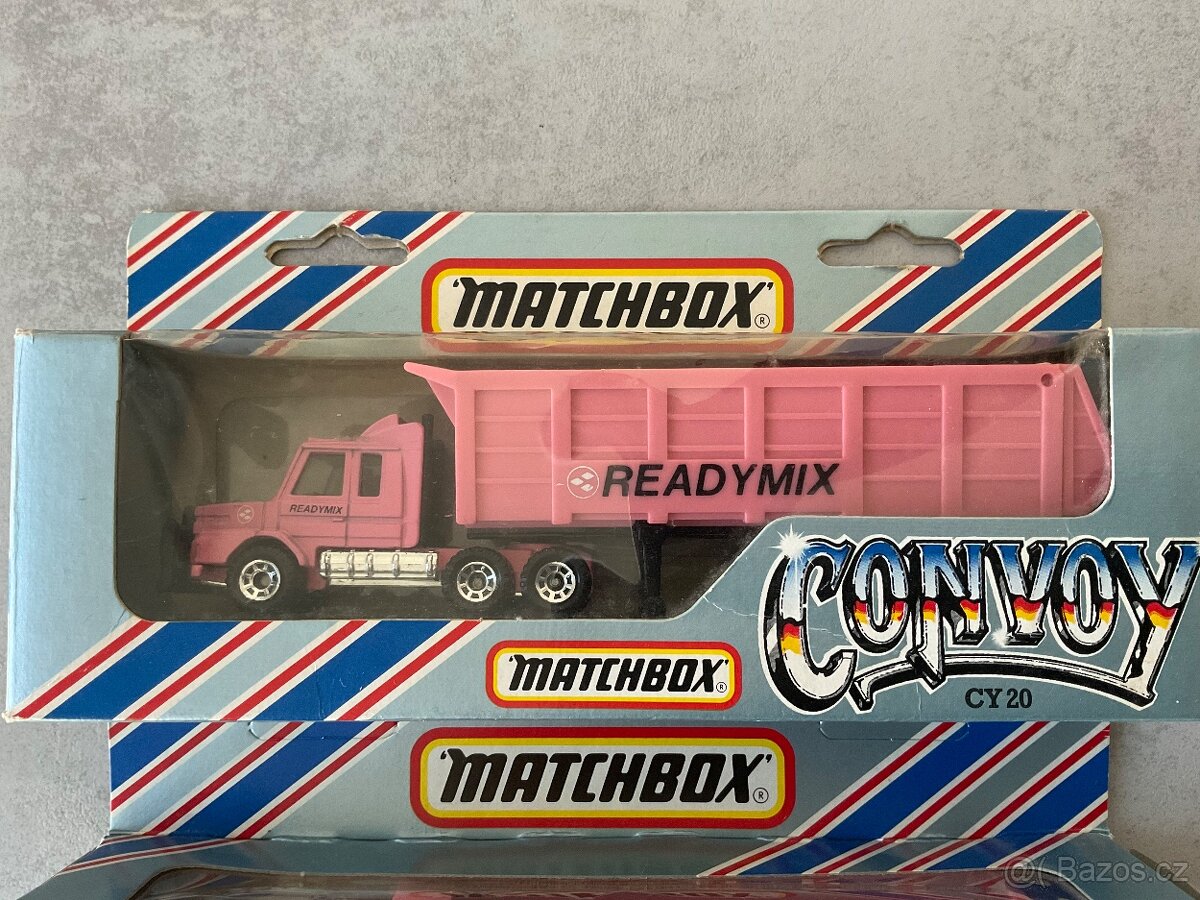 'MATCHBOX'®
READYMIX
READYMIX
CONVOY
'MATCHBOX'®
CY 20
'MATCHBOX'®
@( Bazos.cz